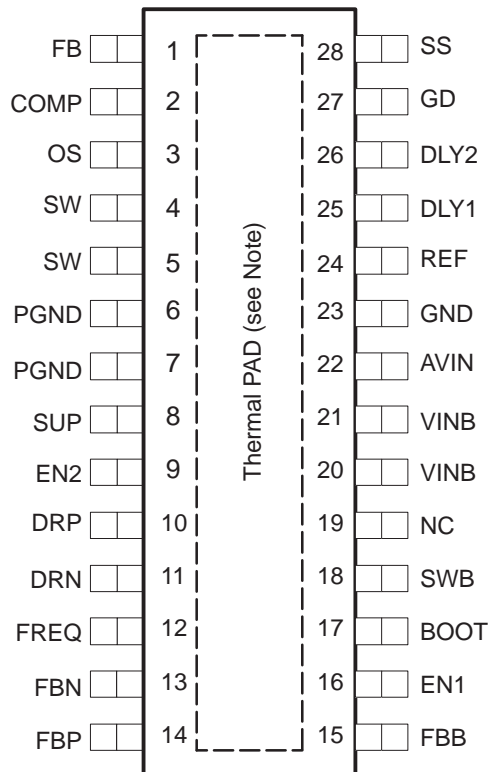 FB 1 28 SS
COMP 2 27 GD
OS 3 26 DLY2
SW 4 25 DLY1
SW 5 24 REF
PGND 6 23 GND
PGND 7 22 AVIN
SUP 8 21 VINB
EN2 9 20 VINB
DRP 10 19 NC
DRN 11 18 SWB
FREQ 12 17 BOOT
FBN 13 16 EN1
FBP 14 15 FBB
Thermal PAD (see Note)